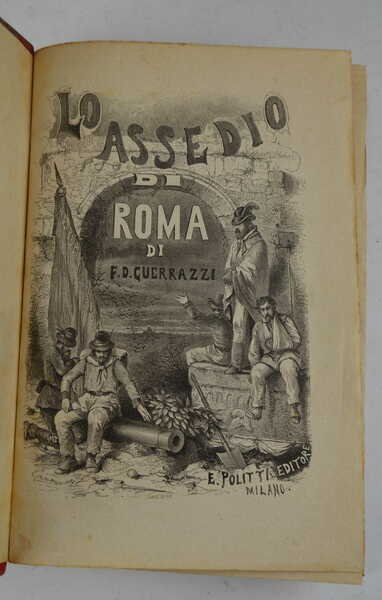 LO
ASSEDIO
DI
ROMA
DI
F. D. GUERRAZZI
E. POLITTI EDITORE
MILANO.